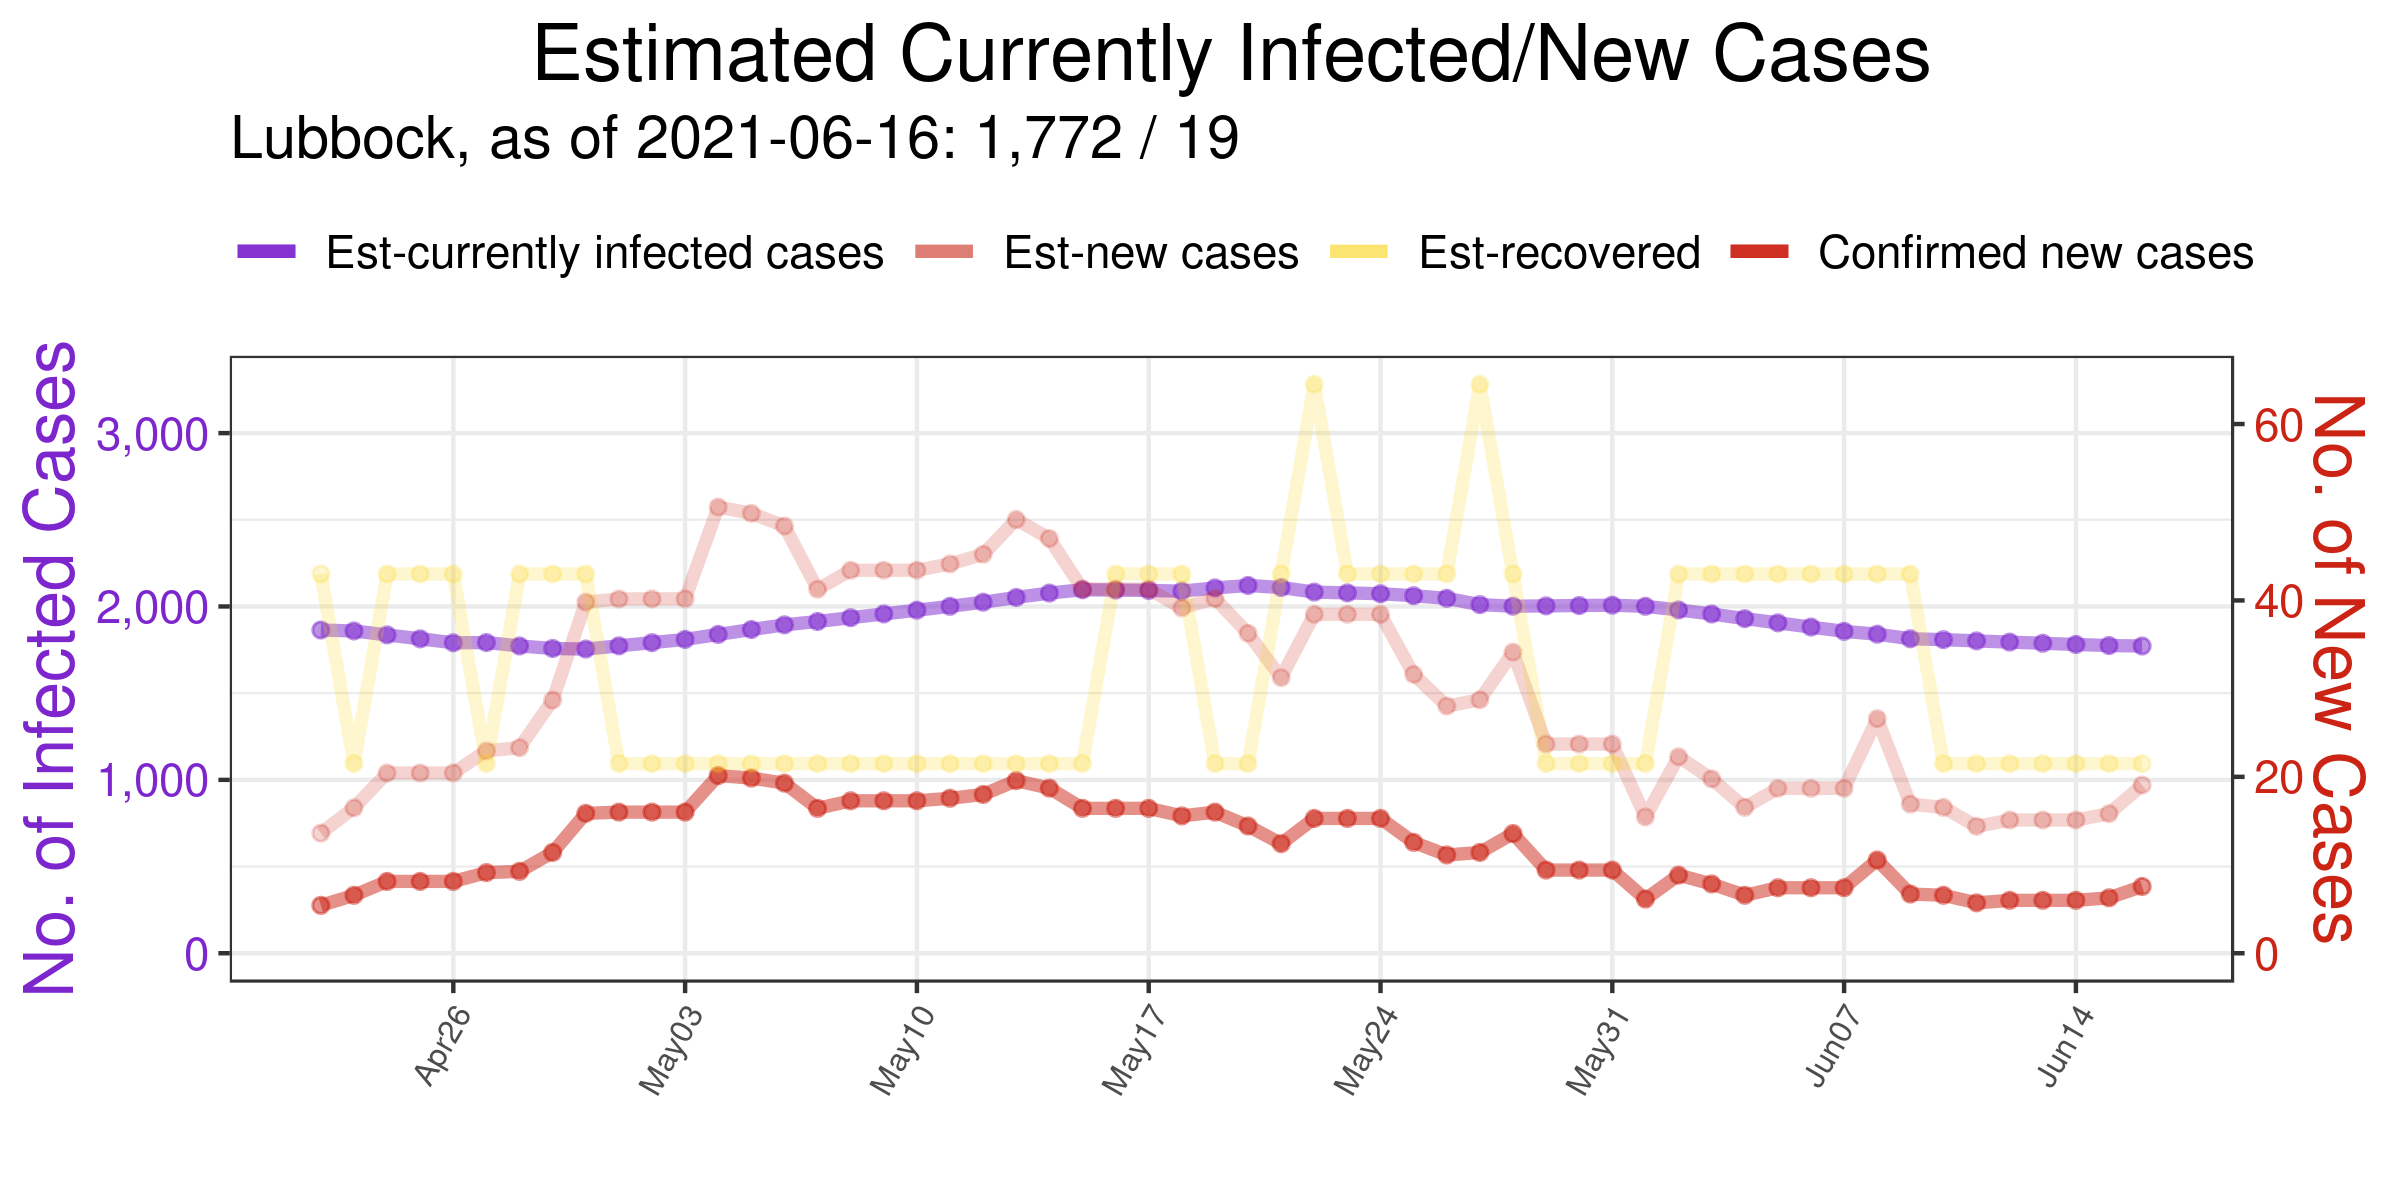 Estimated Currently Infected/New Cases
Lubbock, as of 2021-06-16: 1,772 / 19
Est-currently infected cases Est-new cases Est-recovered Confirmed new cases
No. of Infected Cases
3,000
2,000
1,000
0
60
40
20
0
No. of New Cases
Apr26 May03 May10 May17 May24 May31 Jun07 Jun14